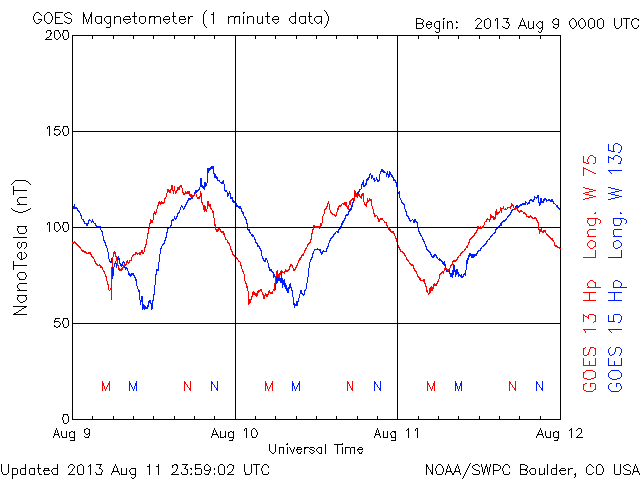 GOES Magnetometer (1 minute data)
Begin: 2013 Aug 9 0000 UTC
200
150
100
50
0
NanoTesla (nT)
M M N N M M N N M M N N
Aug 9 Aug 10 Aug 11 Aug 12
Universal Time
GOES 13 Hp Long. W 75
GOES 15 Hp Long. W 135
Updated 2013 Aug 11 23:59:02 UTC
NOAA/SWPC Boulder, CO USA